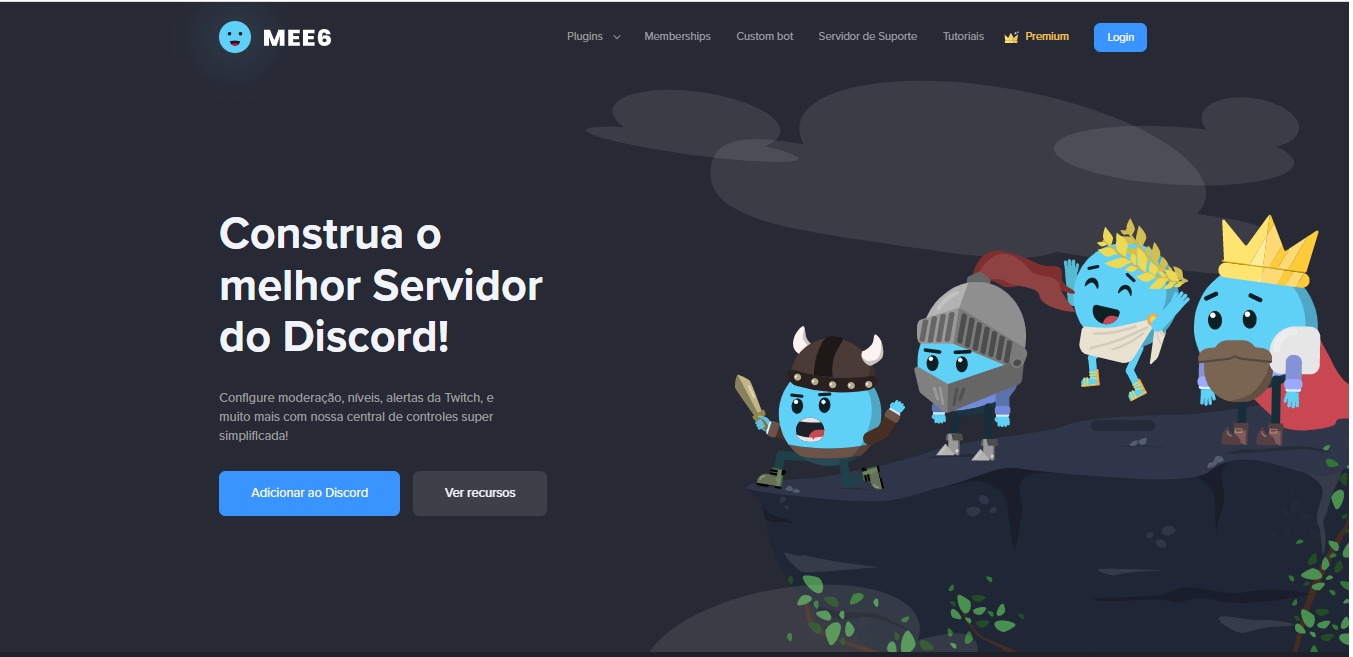 MEE6
Plugins
Memberships
Custom bot
Servidor de Suporte
Tutoriais
Premium
Login
Construa o
melhor Servidor
do Discord!
Configure moderação, níveis, alertas da Twitch, e
muito mais com nossa central de controles super
simplificada!
Adicionar ao Discord
Ver recursos